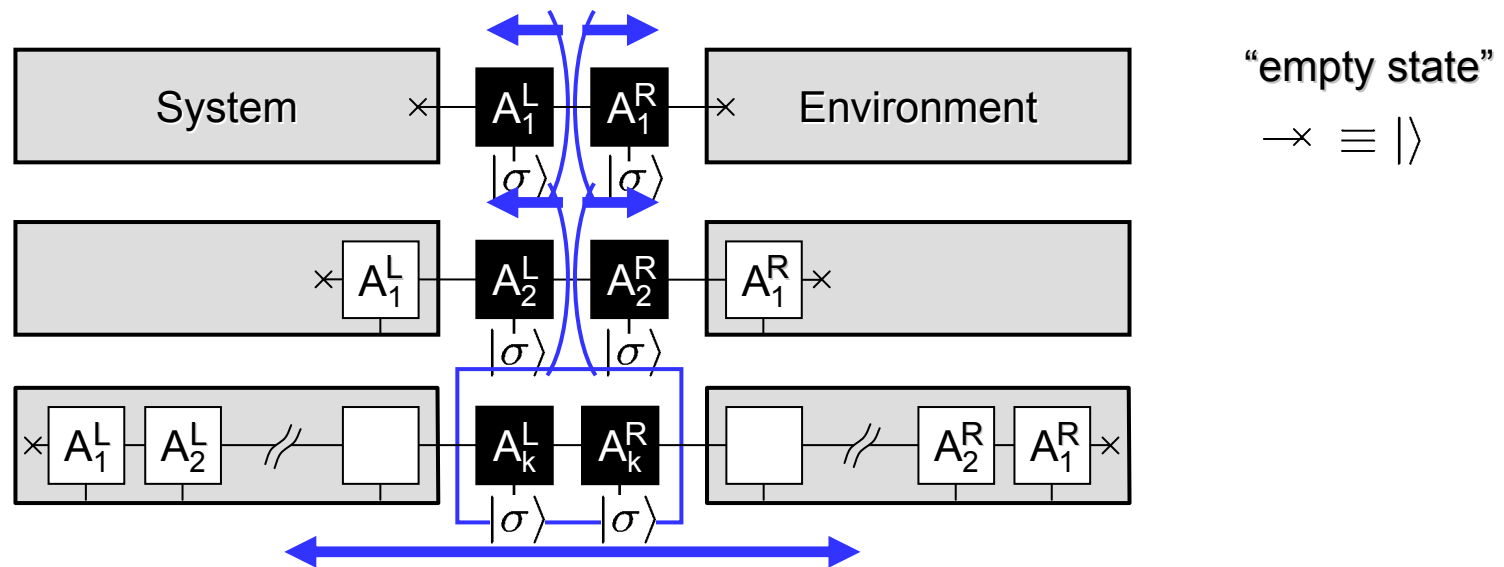 System A₁ᴸ A₁ᴿ Environment
|σ⟩ |σ⟩
"empty state"
—× ≡ |⟩
A₁ᴸ A₂ᴸ A₂ᴿ A₁ᴿ
|σ⟩ |σ⟩
A₁ᴸ A₂ᴸ Aₖᴸ Aₖᴿ A₂ᴿ A₁ᴿ
|σ⟩ |σ⟩